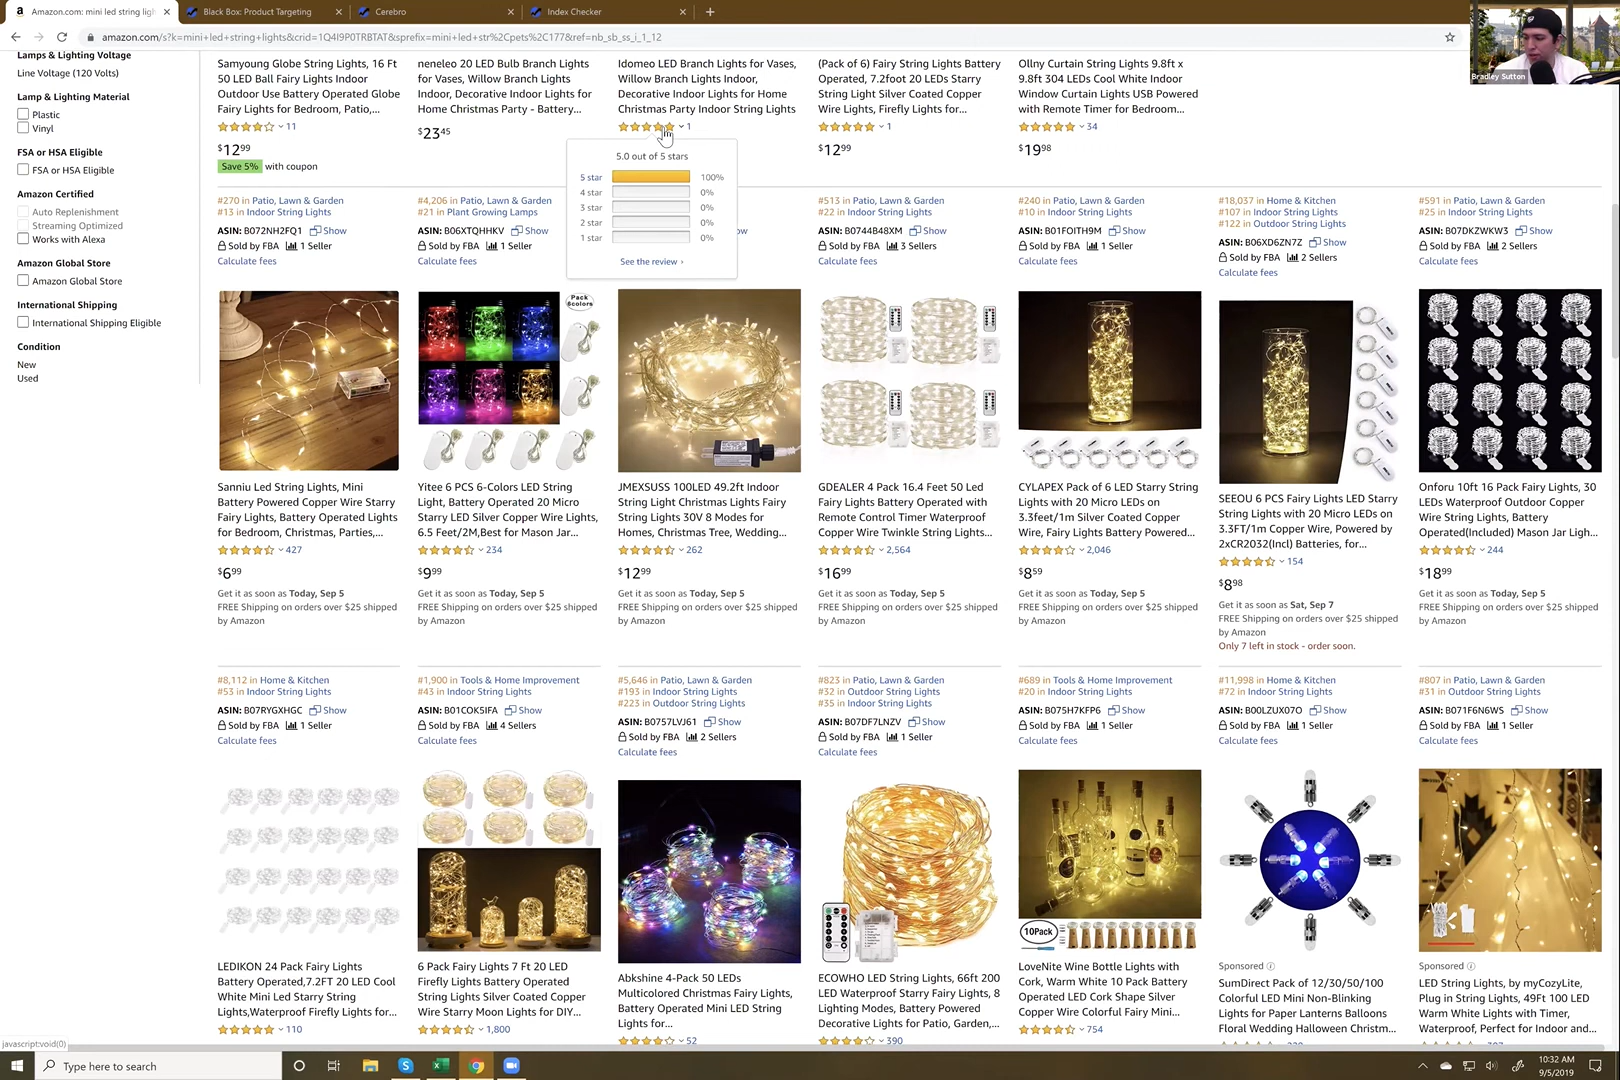 Amazon.com: mini led string ligh
Black Box: Product Targeting
Cerebro
Index Checker
amazon.com/s?k=mini+led+string+lights&crid=1Q4I9P0TRBTAT&sprefix=mini+led+str%2Cpets%2C177&ref=nb_sb_ss_i_1_12
Bradley Sutton
Lamps & Lighting Voltage
Line Voltage (120 Volts)
Lamp & Lighting Material
Plastic
Vinyl
FSA or HSA Eligible
FSA or HSA Eligible
Amazon Certified
Auto Replenishment
Streaming Optimized
Works with Alexa
Amazon Global Store
Amazon Global Store
International Shipping
International Shipping Eligible
Condition
New
Used
Samyoung Globe String Lights, 16 Ft
50 LED Ball Fairy Lights Indoor
Outdoor Use Battery Operated Globe
Fairy Lights for Bedroom, Patio,...
11
$12.99
Save 5% with coupon
neneleo 20 LED Bulb Branch Lights
for Vases, Willow Branch Lights
Indoor, Decorative Indoor Lights for
Home Christmas Party - Battery...
$23.45
Idomeo LED Branch Lights for Vases,
Willow Branch Lights Indoor,
Decorative Indoor Lights for Home
Christmas Party Indoor String Lights
1
5.0 out of 5 stars
5 star 100%
4 star 0%
3 star 0%
2 star 0%
1 star 0%
See the review ›
(Pack of 6) Fairy String Lights Battery
Operated, 7.2foot 20 LEDs Starry
String Light Silver Coated Copper
Wire Lights, Firefly Lights for...
1
$12.99
Ollny Curtain String Lights 9.8ft x
9.8ft 304 LEDs Cool White Indoor
Window Curtain Lights USB Powered
with Remote Timer for Bedroom...
34
$19.98
#270 in Patio, Lawn & Garden
#13 in Indoor String Lights
ASIN: B072NH2FQ1 Show
Sold by FBA 1 Seller
Calculate fees
#4,206 in Patio, Lawn & Garden
#21 in Plant Growing Lamps
ASIN: B06XTQHHKV Show
Sold by FBA 1 Seller
Calculate fees
ow
#513 in Patio, Lawn & Garden
#22 in Indoor String Lights
ASIN: B0744B48XM Show
Sold by FBA 3 Sellers
Calculate fees
#240 in Patio, Lawn & Garden
#10 in Indoor String Lights
ASIN: B01FOITH9M Show
Sold by FBA 1 Seller
Calculate fees
#18,037 in Home & Kitchen
#107 in Indoor String Lights
#122 in Outdoor String Lights
ASIN: B06XD6ZN7Z Show
Sold by FBA 2 Sellers
Calculate fees
#591 in Patio, Lawn & Garden
#25 in Indoor String Lights
ASIN: B07DKZWKW3 Show
Sold by FBA 2 Sellers
Calculate fees
Pack
6colors
Sanniu Led String Lights, Mini
Battery Powered Copper Wire Starry
Fairy Lights, Battery Operated Lights
for Bedroom, Christmas, Parties,...
427
$6.99
Get it as soon as Today, Sep 5
FREE Shipping on orders over $25 shipped
by Amazon
Yitee 6 PCS 6-Colors LED String
Light, Battery Operated 20 Micro
Starry LED Silver Copper Wire Lights,
6.5 Feet/2M,Best for Mason Jar...
234
$9.99
Get it as soon as Today, Sep 5
FREE Shipping on orders over $25 shipped
by Amazon
JMEXSUSS 100LED 49.2ft Indoor
String Light Christmas Lights Fairy
String Lights 30V 8 Modes for
Homes, Christmas Tree, Wedding...
262
$12.99
Get it as soon as Today, Sep 5
FREE Shipping on orders over $25 shipped
by Amazon
GDEALER 4 Pack 16.4 Feet 50 Led
Fairy Lights Battery Operated with
Remote Control Timer Waterproof
Copper Wire Twinkle String Lights...
2,564
$16.99
Get it as soon as Today, Sep 5
FREE Shipping on orders over $25 shipped
by Amazon
CYLAPEX Pack of 6 LED Starry String
Lights with 20 Micro LEDs on
3.3feet/1m Silver Coated Copper
Wire, Fairy Lights Battery Powered...
2,046
$8.59
Get it as soon as Today, Sep 5
FREE Shipping on orders over $25 shipped
by Amazon
SEEOU 6 PCS Fairy Lights LED Starry
String Lights with 20 Micro LEDs on
3.3FT/1m Copper Wire, Powered by
2xCR2032(Incl) Batteries, for...
154
$8.98
Get it as soon as Sat, Sep 7
FREE Shipping on orders over $25 shipped
by Amazon
Only 7 left in stock - order soon.
Onforu 10ft 16 Pack Fairy Lights, 30
LEDs Waterproof Outdoor Copper
Wire String Lights, Battery
Operated(Included) Mason Jar Ligh...
244
$18.99
Get it as soon as Today, Sep 5
FREE Shipping on orders over $25 shipped
by Amazon
#8,112 in Home & Kitchen
#53 in Indoor String Lights
ASIN: B07RYGXHGC Show
Sold by FBA 1 Seller
Calculate fees
#1,900 in Tools & Home Improvement
#43 in Indoor String Lights
ASIN: B01COK5IFA Show
Sold by FBA 4 Sellers
Calculate fees
#5,646 in Patio, Lawn & Garden
#193 in Indoor String Lights
#223 in Outdoor String Lights
ASIN: B0757LVJ61 Show
Sold by FBA 2 Sellers
Calculate fees
#823 in Patio, Lawn & Garden
#32 in Outdoor String Lights
#35 in Indoor String Lights
ASIN: B07DF7LNZV Show
Sold by FBA 1 Seller
Calculate fees
#689 in Tools & Home Improvement
#20 in Indoor String Lights
ASIN: B075H7KFP6 Show
Sold by FBA 1 Seller
Calculate fees
#11,998 in Home & Kitchen
#72 in Indoor String Lights
ASIN: B00LZUX07O Show
Sold by FBA 1 Seller
Calculate fees
#807 in Patio, Lawn & Garden
#31 in Outdoor String Lights
ASIN: B071F6N6WS Show
Sold by FBA 1 Seller
Calculate fees
10Pack
LEDIKON 24 Pack Fairy Lights
Battery Operated,7.2FT 20 LED Cool
White Mini Led Starry String
Lights,Waterproof Firefly Lights for...
110
6 Pack Fairy Lights 7 Ft 20 LED
Firefly Lights Battery Operated
String Lights Silver Coated Copper
Wire Starry Moon Lights for DIY...
1,800
Abkshine 4-Pack 50 LEDs
Multicolored Christmas Fairy Lights,
Battery Operated Mini LED String
Lights for...
52
ECOWHO LED String Lights, 66ft 200
LED Waterproof Starry Fairy Lights, 8
Lighting Modes, Battery Powered
Decorative Lights for Patio, Garden,...
390
LoveNite Wine Bottle Lights with
Cork, Warm White 10 Pack Battery
Operated LED Cork Shape Silver
Copper Wire Colorful Fairy Mini...
754
Sponsored
SumDirect Pack of 12/30/50/100
Colorful LED Mini Non-Blinking
Lights for Paper Lanterns Balloons
Floral Wedding Halloween Christm...
Sponsored
LED String Lights, by myCozyLite,
Plug in String Lights, 49Ft 100 LED
Warm White Lights with Timer,
Waterproof, Perfect for Indoor and...
javascript:void(0)
Type here to search
10:32 AM
9/5/2019